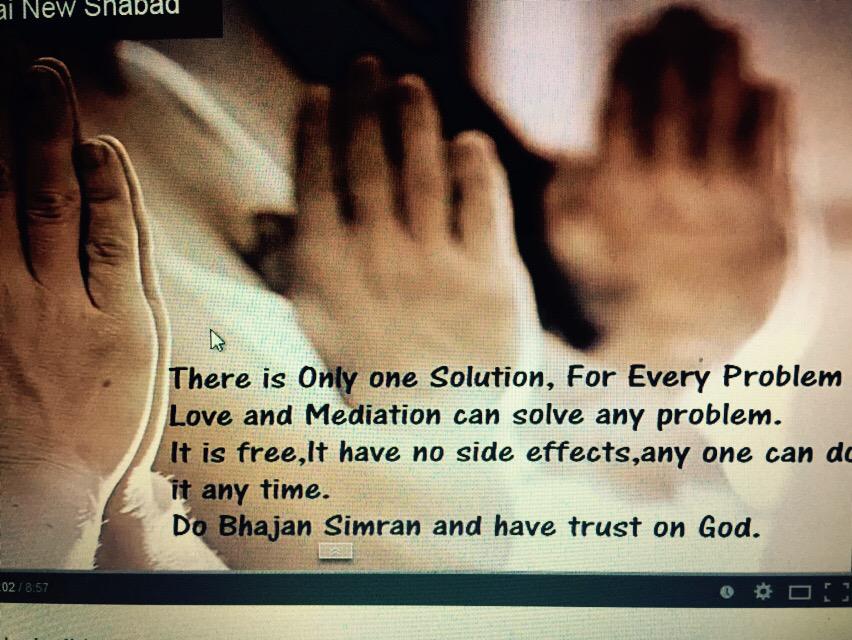 ai New Shabad
There is Only one Solution, For Every Problem
Love and Mediation can solve any problem.
It is free,It have no side effects,any one can do
it any time.
Do Bhajan Simran and have trust on God.
02 / 8:57